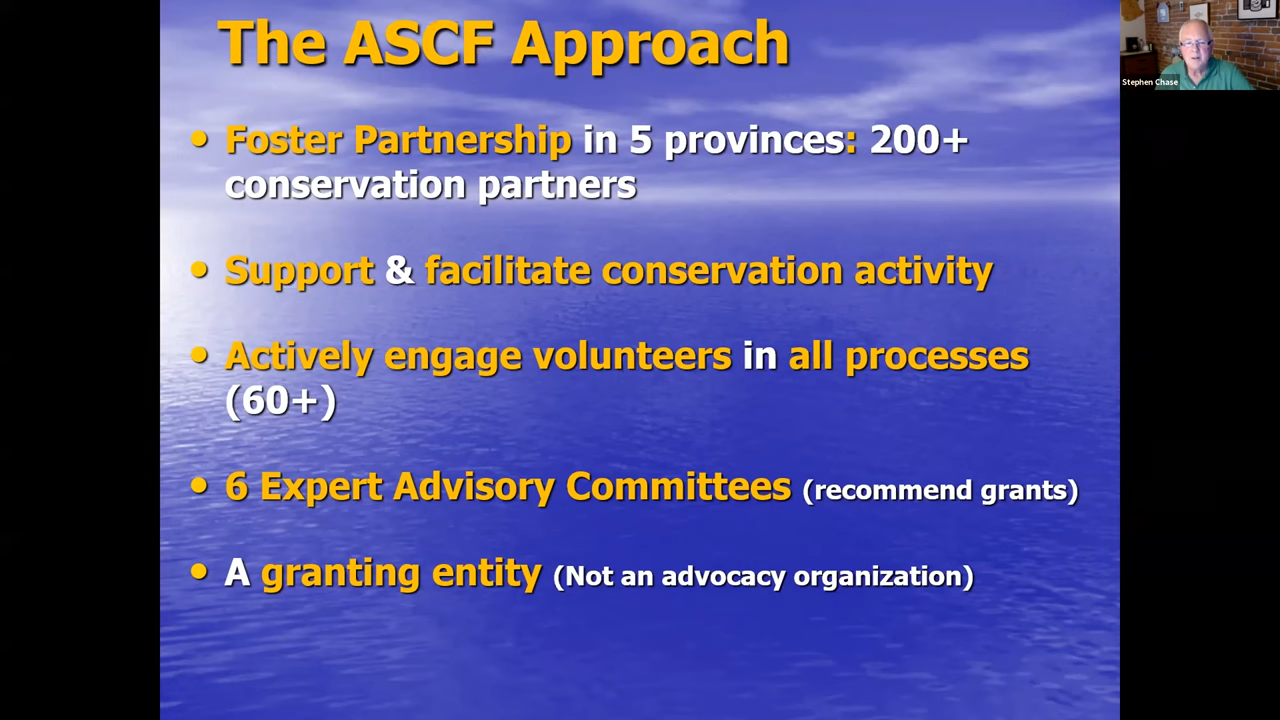 The ASCF Approach
Stephen Chase
• Foster Partnership in 5 provinces: 200+
conservation partners
• Support & facilitate conservation activity
• Actively engage volunteers in all processes
(60+)
• 6 Expert Advisory Committees (recommend grants)
• A granting entity (Not an advocacy organization)